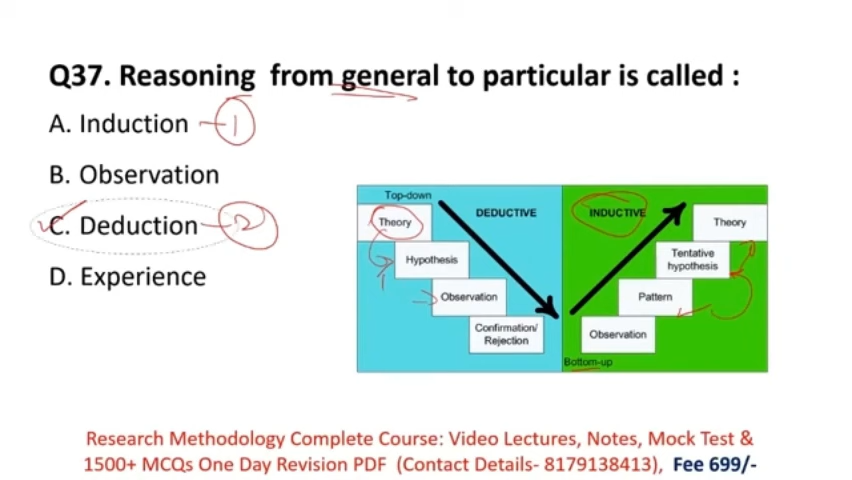 Q37. Reasoning from general to particular is called :
A. Induction 1
B. Observation
C. Deduction 2
D. Experience
Top-down
Theory
DEDUCTIVE
Hypothesis
Observation
Confirmation/
Rejection
INDUCTIVE
Theory
Tentative
hypothesis
Pattern
Observation
Bottom-up
Research Methodology Complete Course: Video Lectures, Notes, Mock Test &
1500+ MCQs One Day Revision PDF (Contact Details- 8179138413), Fee 699/-